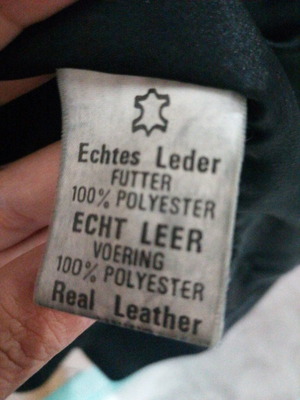 Echtes Leder
FUTTER
100% POLYESTER
ECHT LEER
VOERING
100% POLYESTER
Real Leather